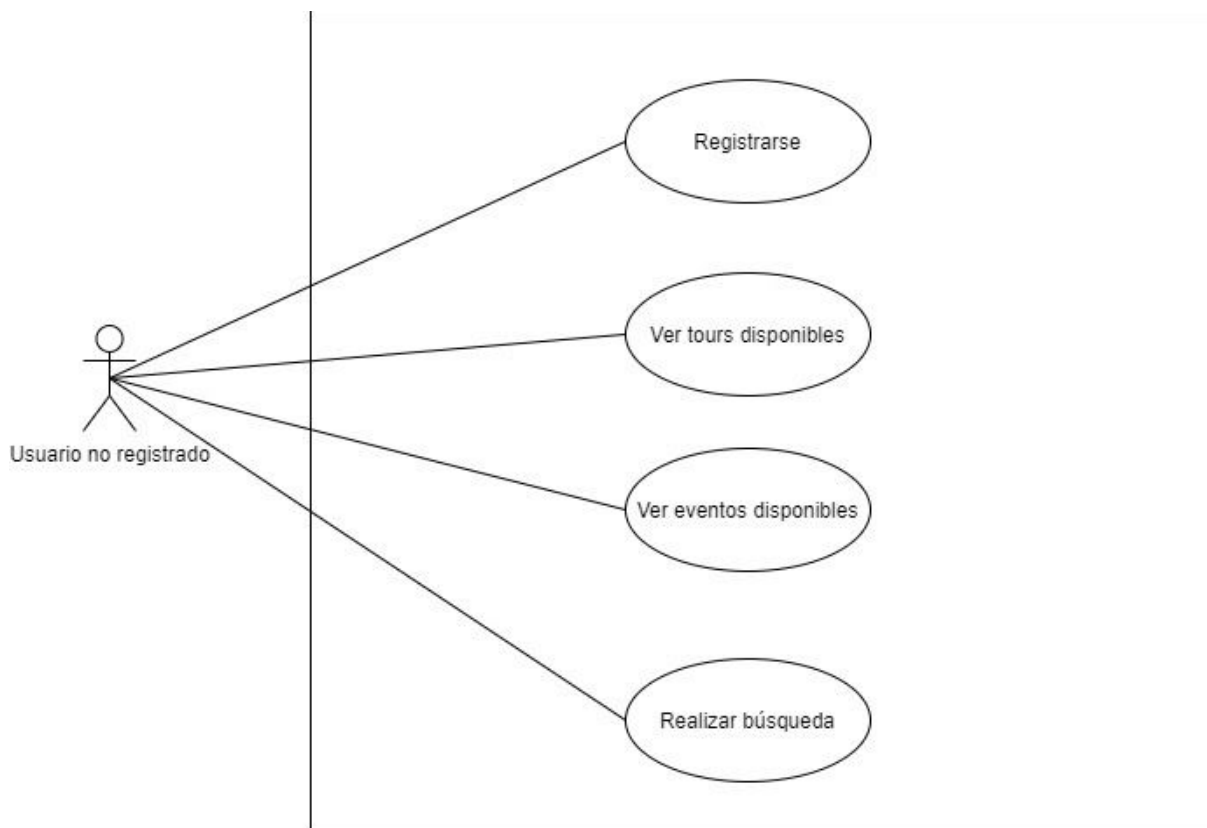 Registrarse
Ver tours disponibles
Usuario no registrado
Ver eventos disponibles
Realizar búsqueda